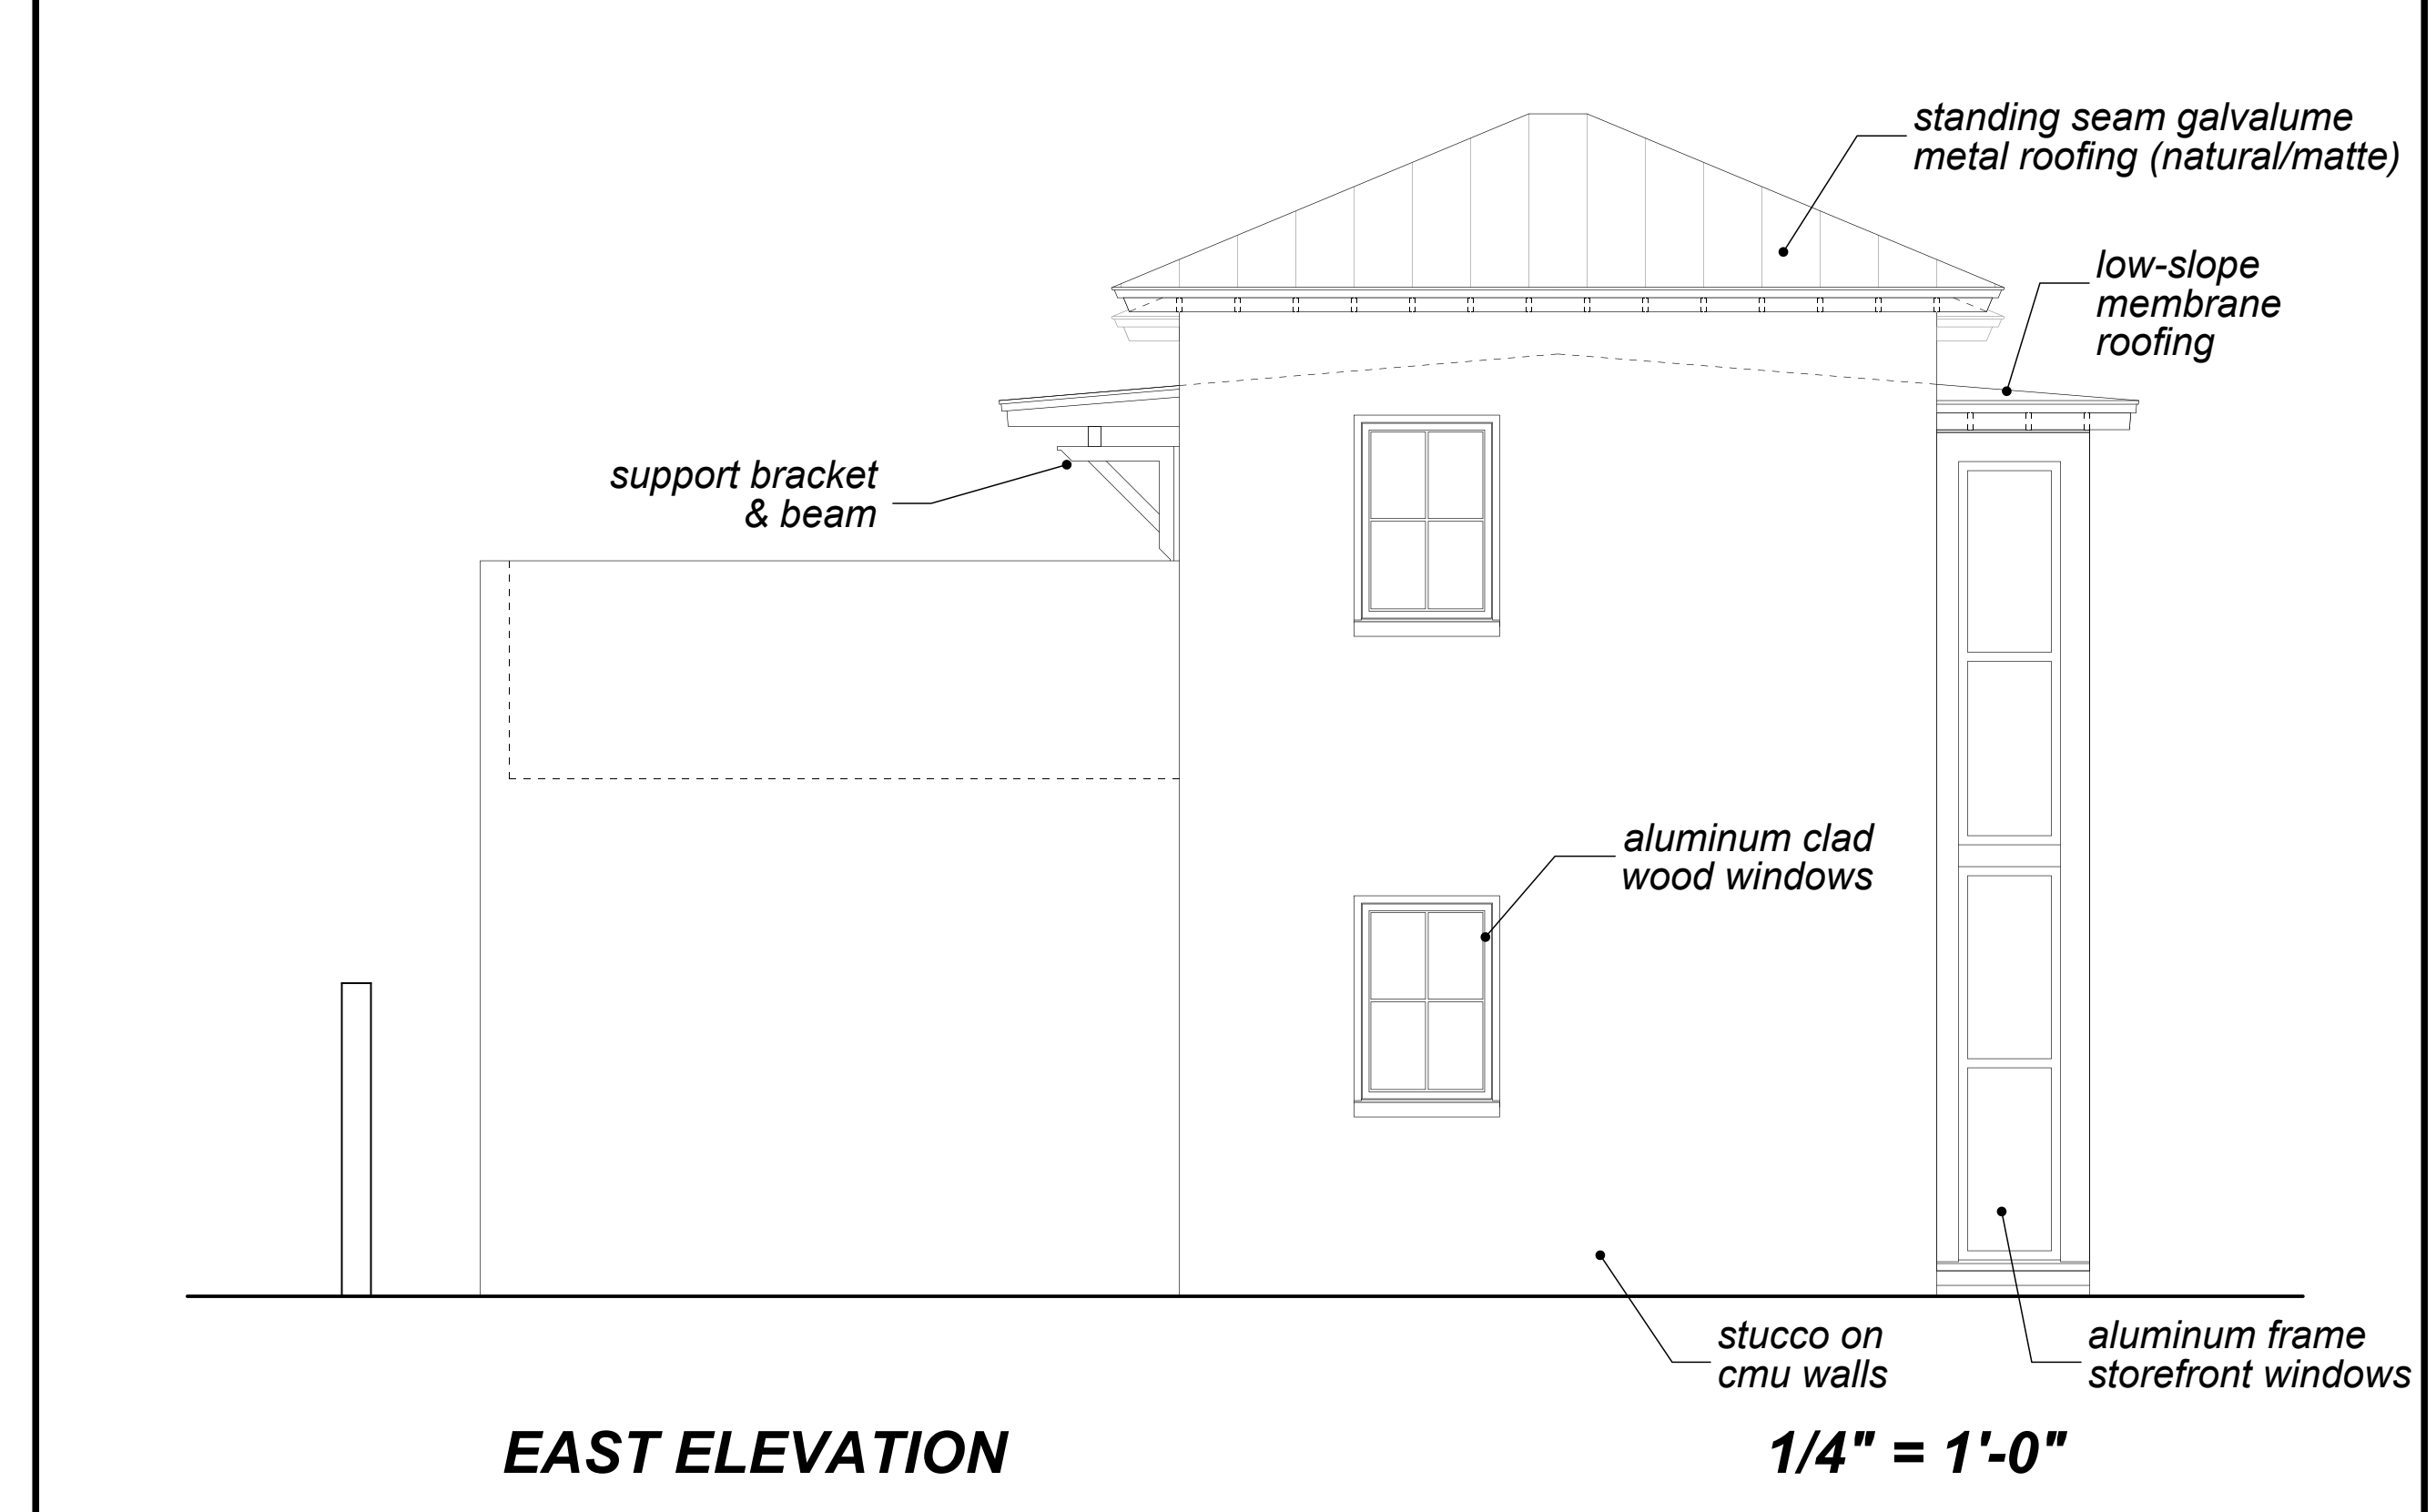 standing seam galvalume
metal roofing (natural/matte)
low-slope
membrane
roofing
support bracket
& beam
aluminum clad
wood windows
stucco on
cmu walls
aluminum frame
storefront windows
EAST ELEVATION
1/4" = 1'-0"